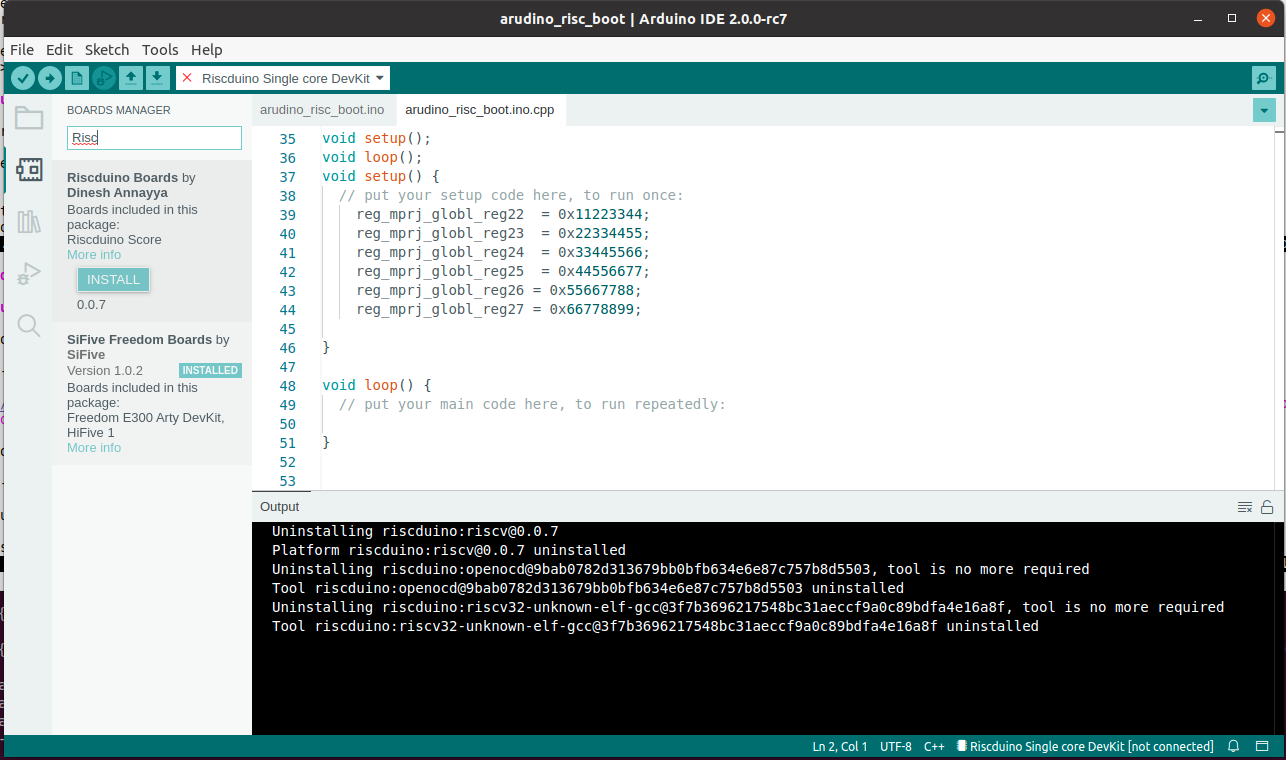 arudino_risc_boot | Arduino IDE 2.0.0-rc7
File Edit Sketch Tools Help
Riscduino Single core DevKit
BOARDS MANAGER
Risc
Riscduino Boards by
Dinesh Annayya
Boards included in this
package:
Riscduino Score
More info
INSTALL
0.0.7
SiFive Freedom Boards by
SiFive
Version 1.0.2 INSTALLED
Boards included in this
package:
Freedom E300 Arty DevKit,
HiFive 1
More info
arudino_risc_boot.ino arudino_risc_boot.ino.cpp
35 void setup();
36 void loop();
37 void setup() {
38 // put your setup code here, to run once:
39 reg_mprj_globl_reg22  = 0x11223344;
40 reg_mprj_globl_reg23  = 0x22334455;
41 reg_mprj_globl_reg24  = 0x33445566;
42 reg_mprj_globl_reg25  = 0x44556677;
43 reg_mprj_globl_reg26 = 0x55667788;
44 reg_mprj_globl_reg27 = 0x66778899;
45
46 }
47
48 void loop() {
49 // put your main code here, to run repeatedly:
50
51 }
52
53
Output
Uninstalling riscduino:riscv@0.0.7
Platform riscduino:riscv@0.0.7 uninstalled
Uninstalling riscduino:openocd@9bab0782d313679bb0bfb634e6e87c757b8d5503, tool is no more required
Tool riscduino:openocd@9bab0782d313679bb0bfb634e6e87c757b8d5503 uninstalled
Uninstalling riscduino:riscv32-unknown-elf-gcc@3f7b3696217548bc31aeccf9a0c89bdfa4e16a8f, tool is no more required
Tool riscduino:riscv32-unknown-elf-gcc@3f7b3696217548bc31aeccf9a0c89bdfa4e16a8f uninstalled
Ln 2, Col 1 UTF-8 C++ Riscduino Single core DevKit [not connected]